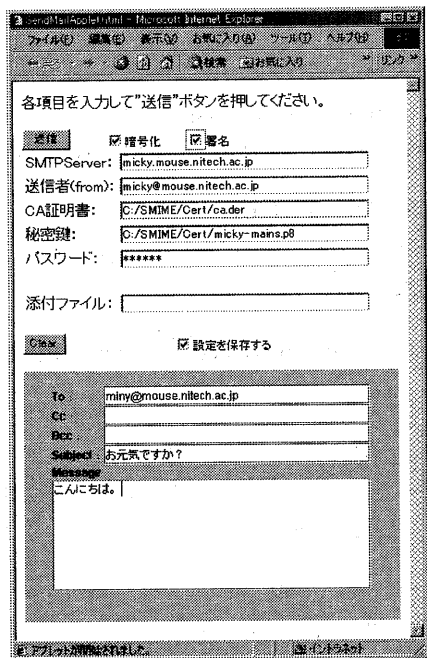 SendMailApplet.html - Microsoft Internet Explorer
ファイル(F) 編集(E) 表示(V) お気に入り(A) ツール(T) ヘルプ(H)
検索 お気に入り » リンク »
各項目を入力して"送信"ボタンを押してください。
送信 暗号化 署名
SMTPServer: micky.mouse.nitech.ac.jp
送信者(from): micky@mouse.nitech.ac.jp
CA証明書: C:/SMIME/Cert/ca.der
秘密鍵: C:/SMIME/Cert/micky-mains.p8
パスワード: ******
添付ファイル:
Clear 設定を保存する
To: miny@mouse.nitech.ac.jp
Cc:
Bcc:
Subject: お元気ですか？
Message
こんにちは。
アプレットが開始されました。 イントラネット